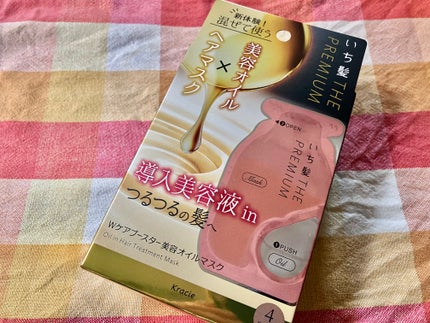 新体験！
混ぜて使う
美容オイル
×
ヘアマスク
いち髪 THE
PREMIUM
②OPEN
いち髪 THE
PREMIUM
Mask
①PUSH
Oil
導入美容液 in
つるつるの髪へ
Wケアブースター美容オイルマスク
Oil in Hair Treatment Mask
Kracie
4